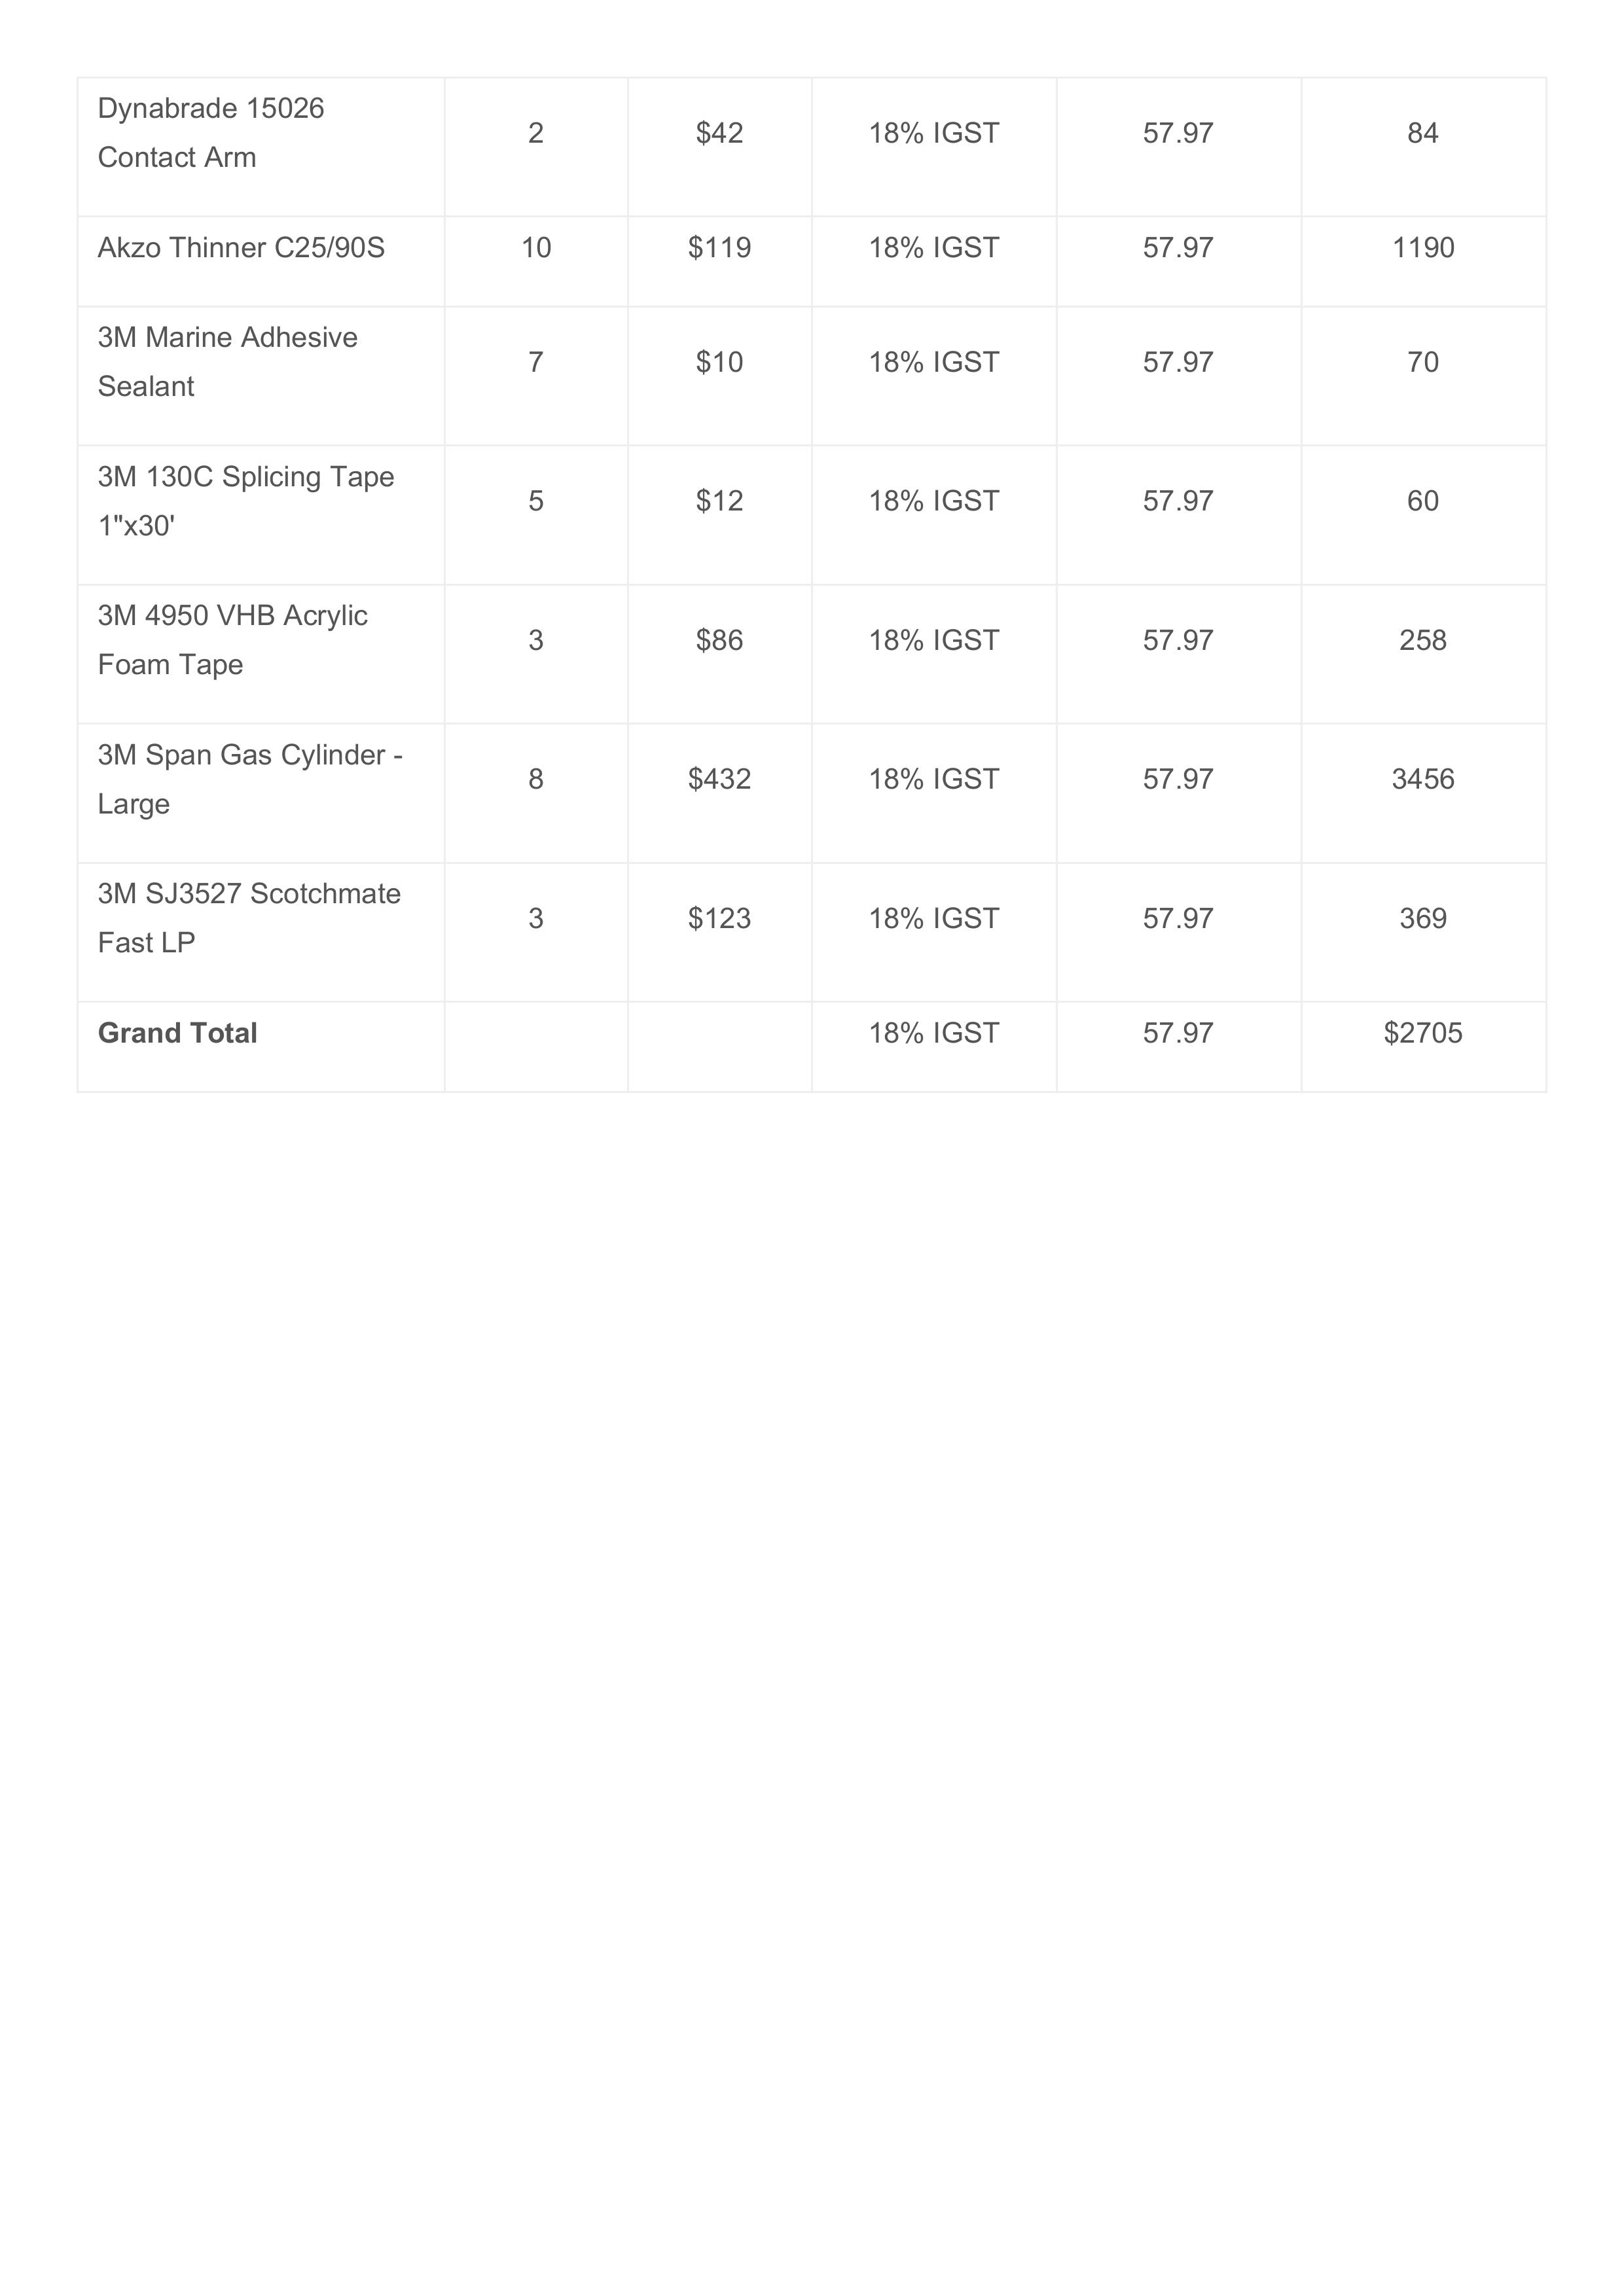 Dynabrade 15026
Contact Arm
2 $42 18% IGST 57.97 84
Akzo Thinner C25/90S 10 $119 18% IGST 57.97 1190
3M Marine Adhesive
Sealant
7 $10 18% IGST 57.97 70
3M 130C Splicing Tape
1"x30'
5 $12 18% IGST 57.97 60
3M 4950 VHB Acrylic
Foam Tape
3 $86 18% IGST 57.97 258
3M Span Gas Cylinder -
Large
8 $432 18% IGST 57.97 3456
3M SJ3527 Scotchmate
Fast LP
3 $123 18% IGST 57.97 369
Grand Total 18% IGST 57.97 $2705